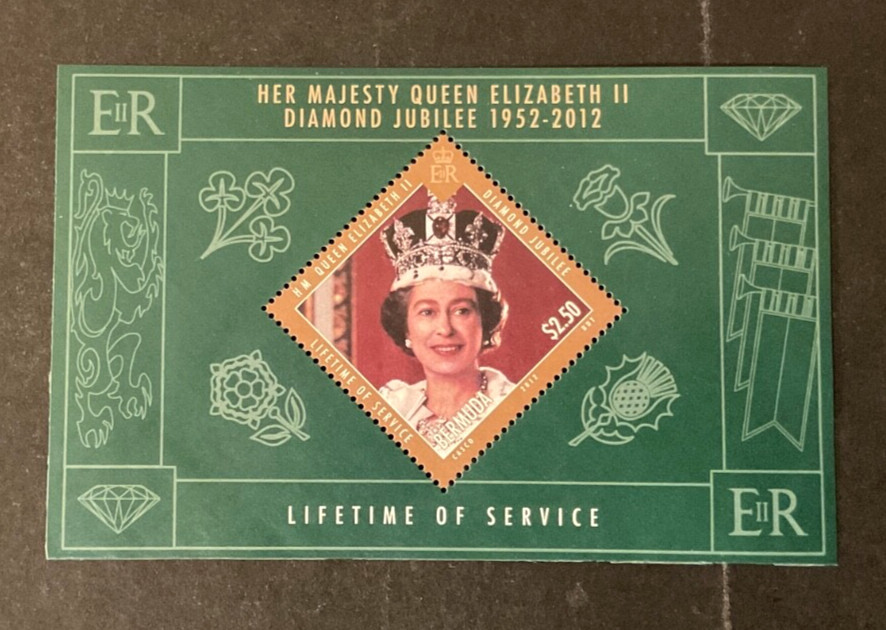 EIIR
HER MAJESTY QUEEN ELIZABETH II
DIAMOND JUBILEE 1952-2012
EIIR
HM QUEEN ELIZABETH II
DIAMOND JUBILEE
$2.50
LIFETIME OF SERVICE
BERMUDA
CASCO
2012
LIFETIME OF SERVICE
EIIR